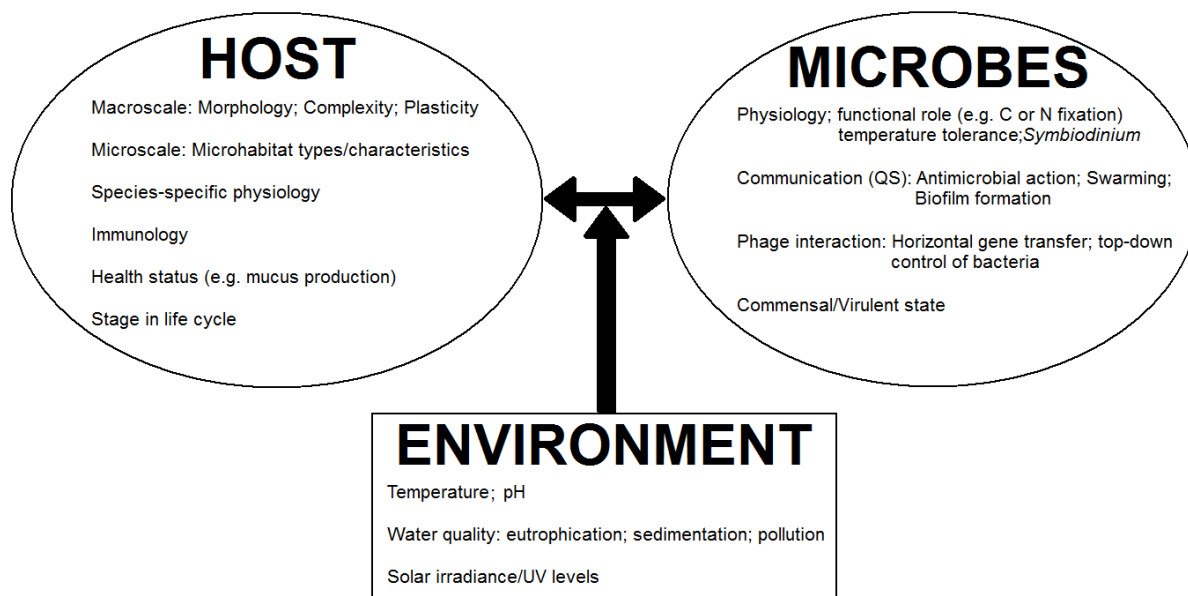 HOST
Macroscale: Morphology; Complexity; Plasticity
Microscale: Microhabitat types/characteristics
Species-specific physiology
Immunology
Health status (e.g. mucus production)
Stage in life cycle
MICROBES
Physiology; functional role (e.g. C or N fixation)
temperature tolerance;Symbiodinium
Communication (QS): Antimicrobial action; Swarming;
Biofilm formation
Phage interaction: Horizontal gene transfer; top-down
control of bacteria
Commensal/Virulent state
ENVIRONMENT
Temperature; pH
Water quality: eutrophication; sedimentation; pollution
Solar irradiance/UV levels